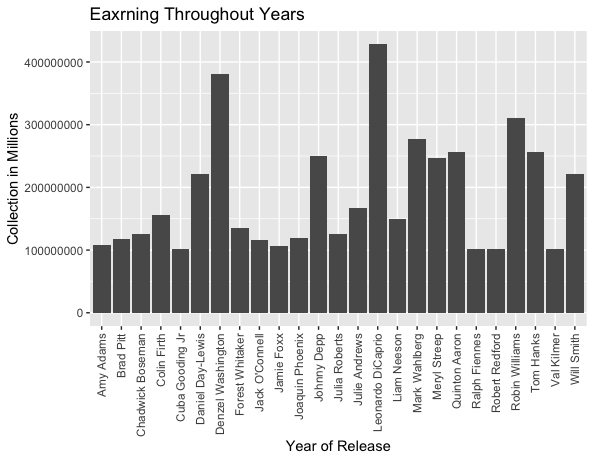 Eaxrning Throughout Years
Collection in Millions
400000000
300000000
200000000
100000000
0
Amy Adams
Brad Pitt
Chadwick Boseman
Colin Firth
Cuba Gooding Jr
Daniel Day-Lewis
Denzel Washington
Forest Whitaker
Jack O'Connell
Jamie Foxx
Joaquin Phoenix
Johnny Depp
Julia Roberts
Julie Andrews
Leonardo DiCaprio
Liam Neeson
Mark Wahlberg
Meryl Streep
Quinton Aaron
Ralph Fiennes
Robert Redford
Robin Williams
Tom Hanks
Val Kilmer
Will Smith
Year of Release